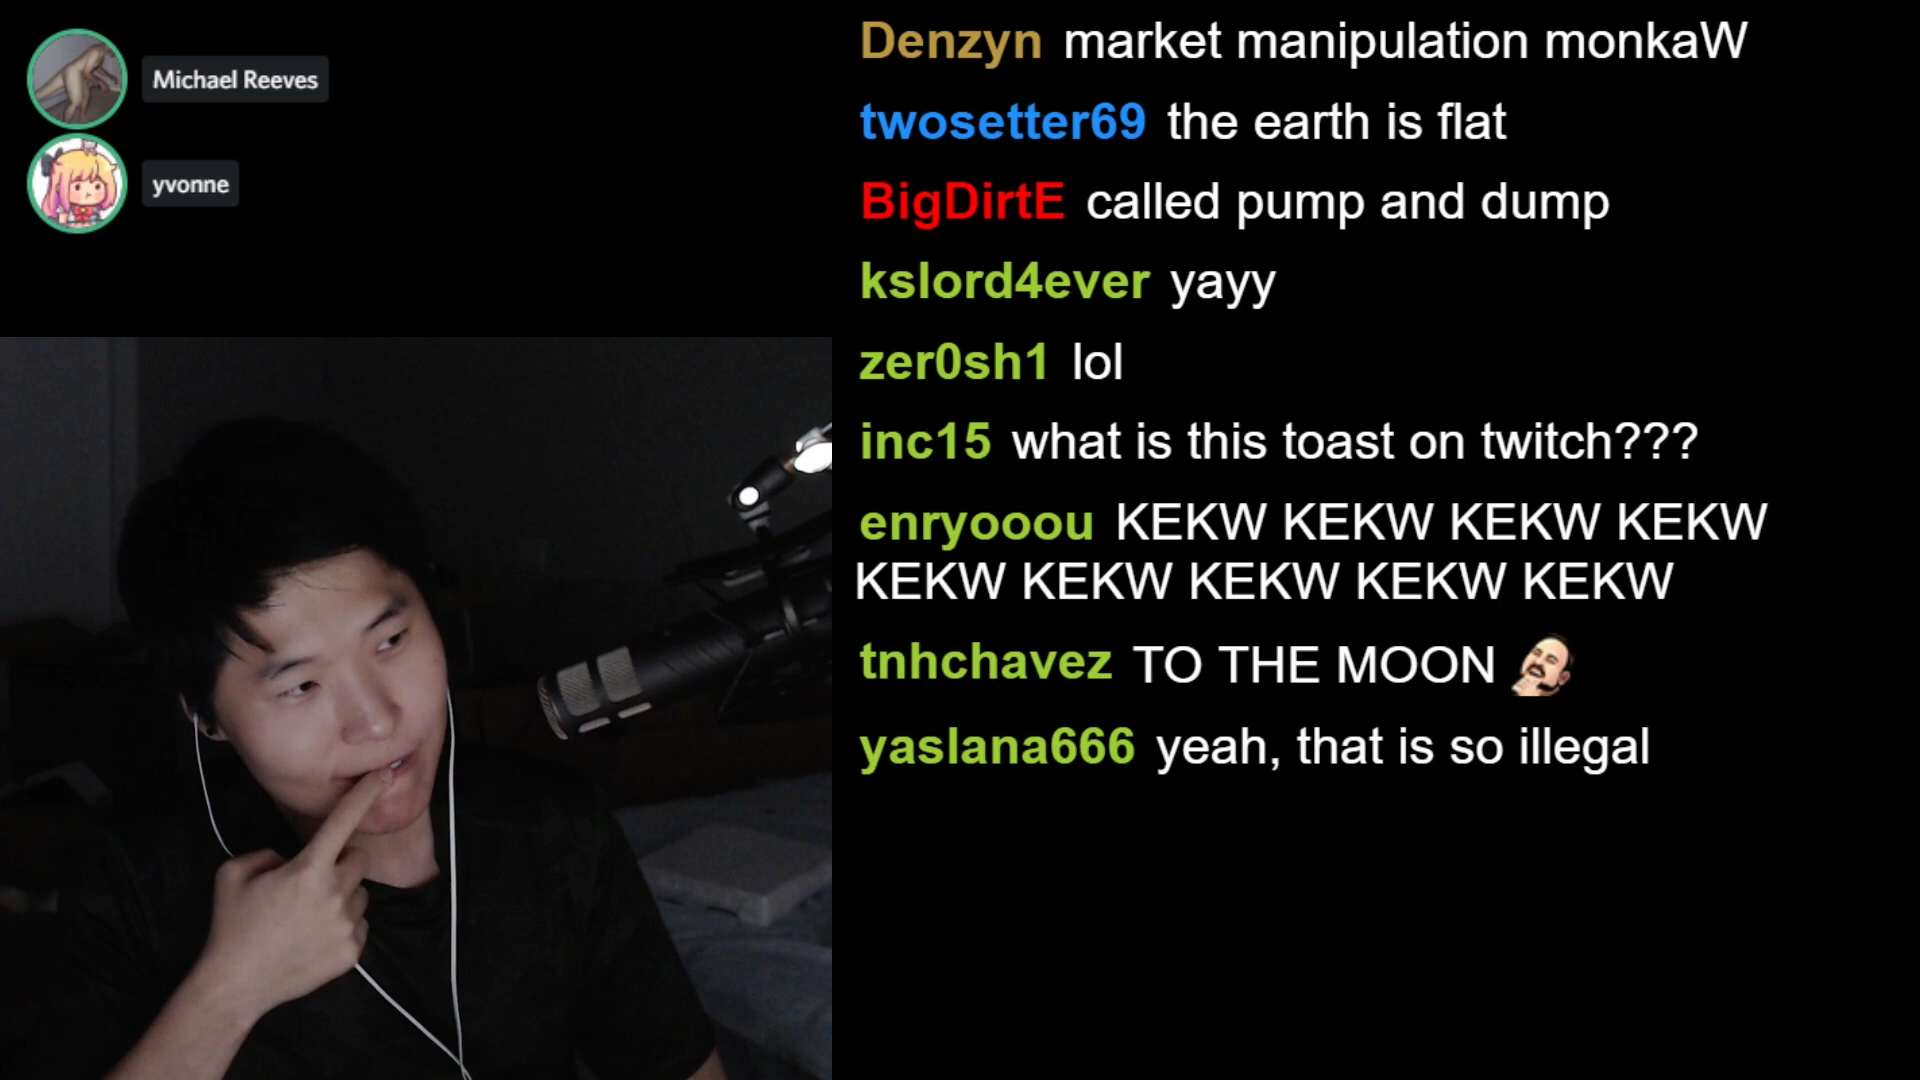 Michael Reeves
yvonne
Denzyn market manipulation monkaW
twosetter69 the earth is flat
BigDirtE called pump and dump
kslord4ever yayy
zer0sh1 lol
inc15 what is this toast on twitch???
enryooou KEKW KEKW KEKW KEKW
KEKW KEKW KEKW KEKW KEKW
tnhchavez TO THE MOON
yaslana666 yeah, that is so illegal